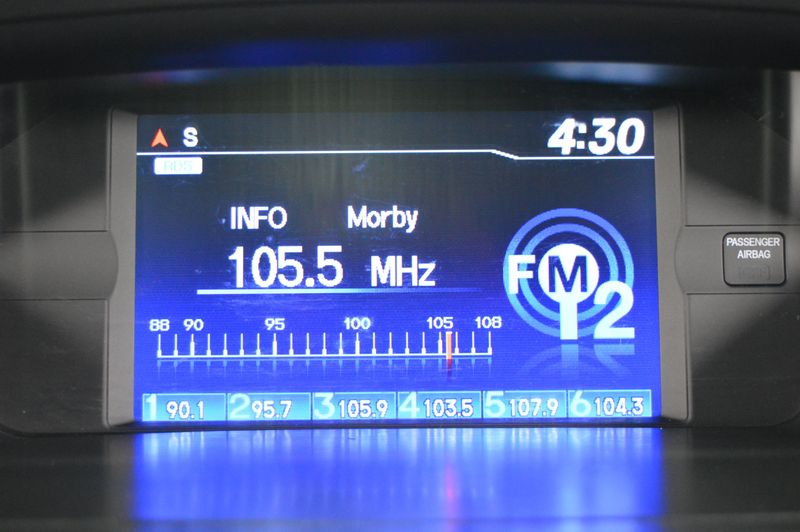 S 4:30
RDS
INFO Morby
105.5 MHz
FM 2
88 90 95 100 105 108
1 90.1 2 95.7 3 105.9 4 103.5 5 107.9 6 104.3
PASSENGER
AIRBAG